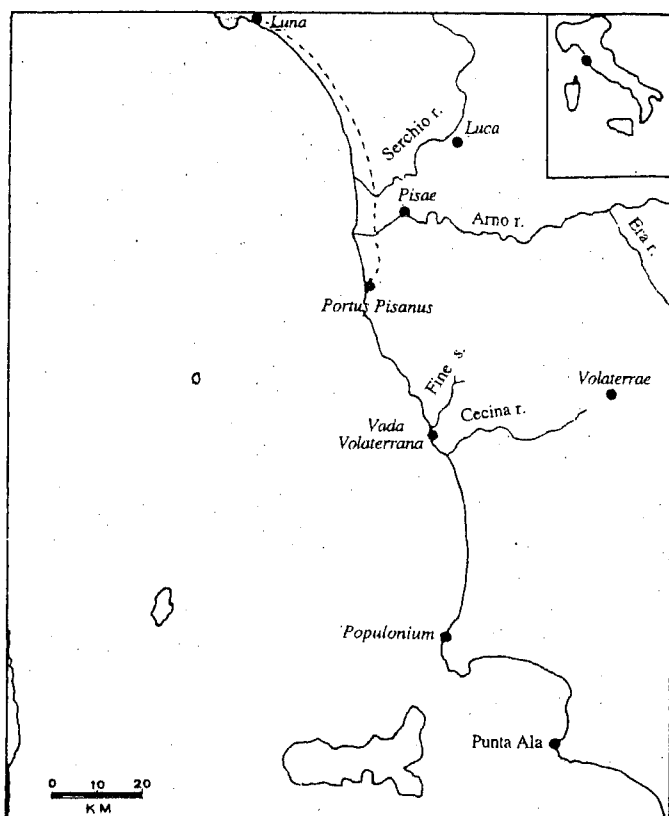 Luna
Serchio r.
Luca
Pisae
Arno r.
Era r.
Portus Pisanus
Fine s.
Volaterrae
Cecina r.
Vada
Volaterrana
Populonium
Punta Ala
0 10 20
KM